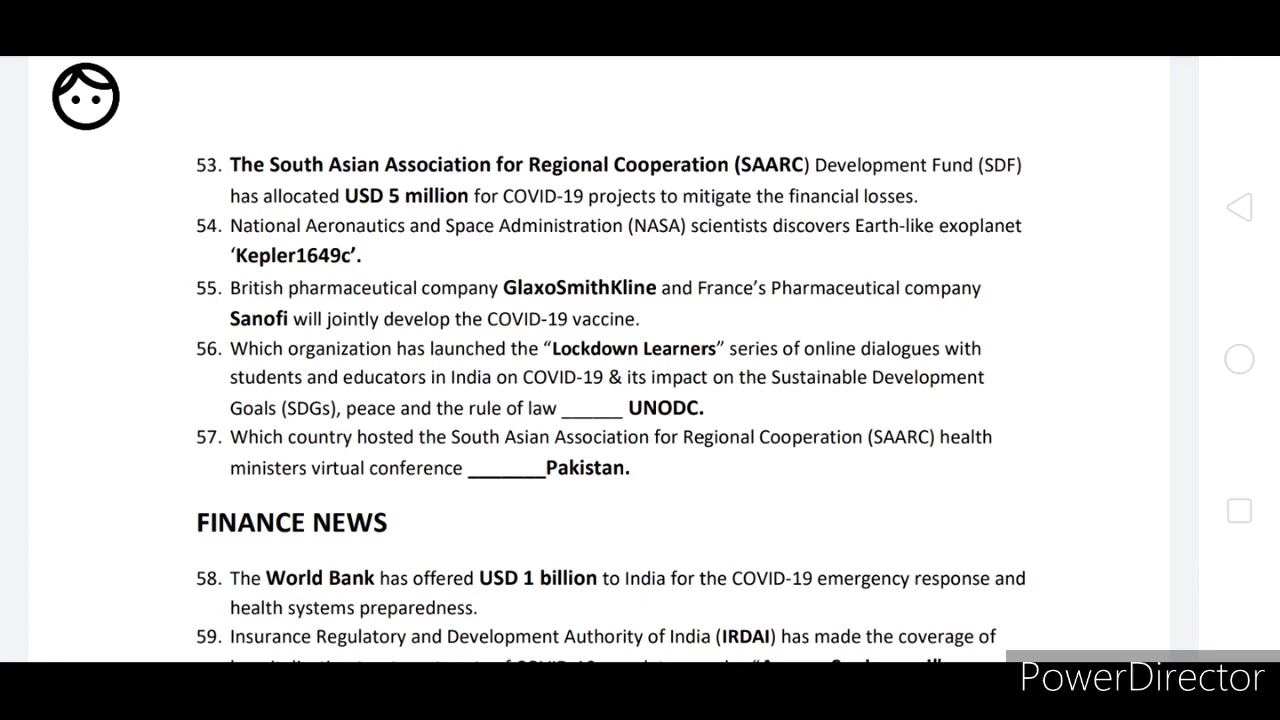 53. The South Asian Association for Regional Cooperation (SAARC) Development Fund (SDF)
has allocated USD 5 million for COVID-19 projects to mitigate the financial losses.
54. National Aeronautics and Space Administration (NASA) scientists discovers Earth-like exoplanet
‘Kepler1649c’.
55. British pharmaceutical company GlaxoSmithKline and France’s Pharmaceutical company
Sanofi will jointly develop the COVID-19 vaccine.
56. Which organization has launched the “Lockdown Learners” series of online dialogues with
students and educators in India on COVID-19 & its impact on the Sustainable Development
Goals (SDGs), peace and the rule of law ______ UNODC.
57. Which country hosted the South Asian Association for Regional Cooperation (SAARC) health
ministers virtual conference _______Pakistan.
FINANCE NEWS
58. The World Bank has offered USD 1 billion to India for the COVID-19 emergency response and
health systems preparedness.
59. Insurance Regulatory and Development Authority of India (IRDAI) has made the coverage of
PowerDirector